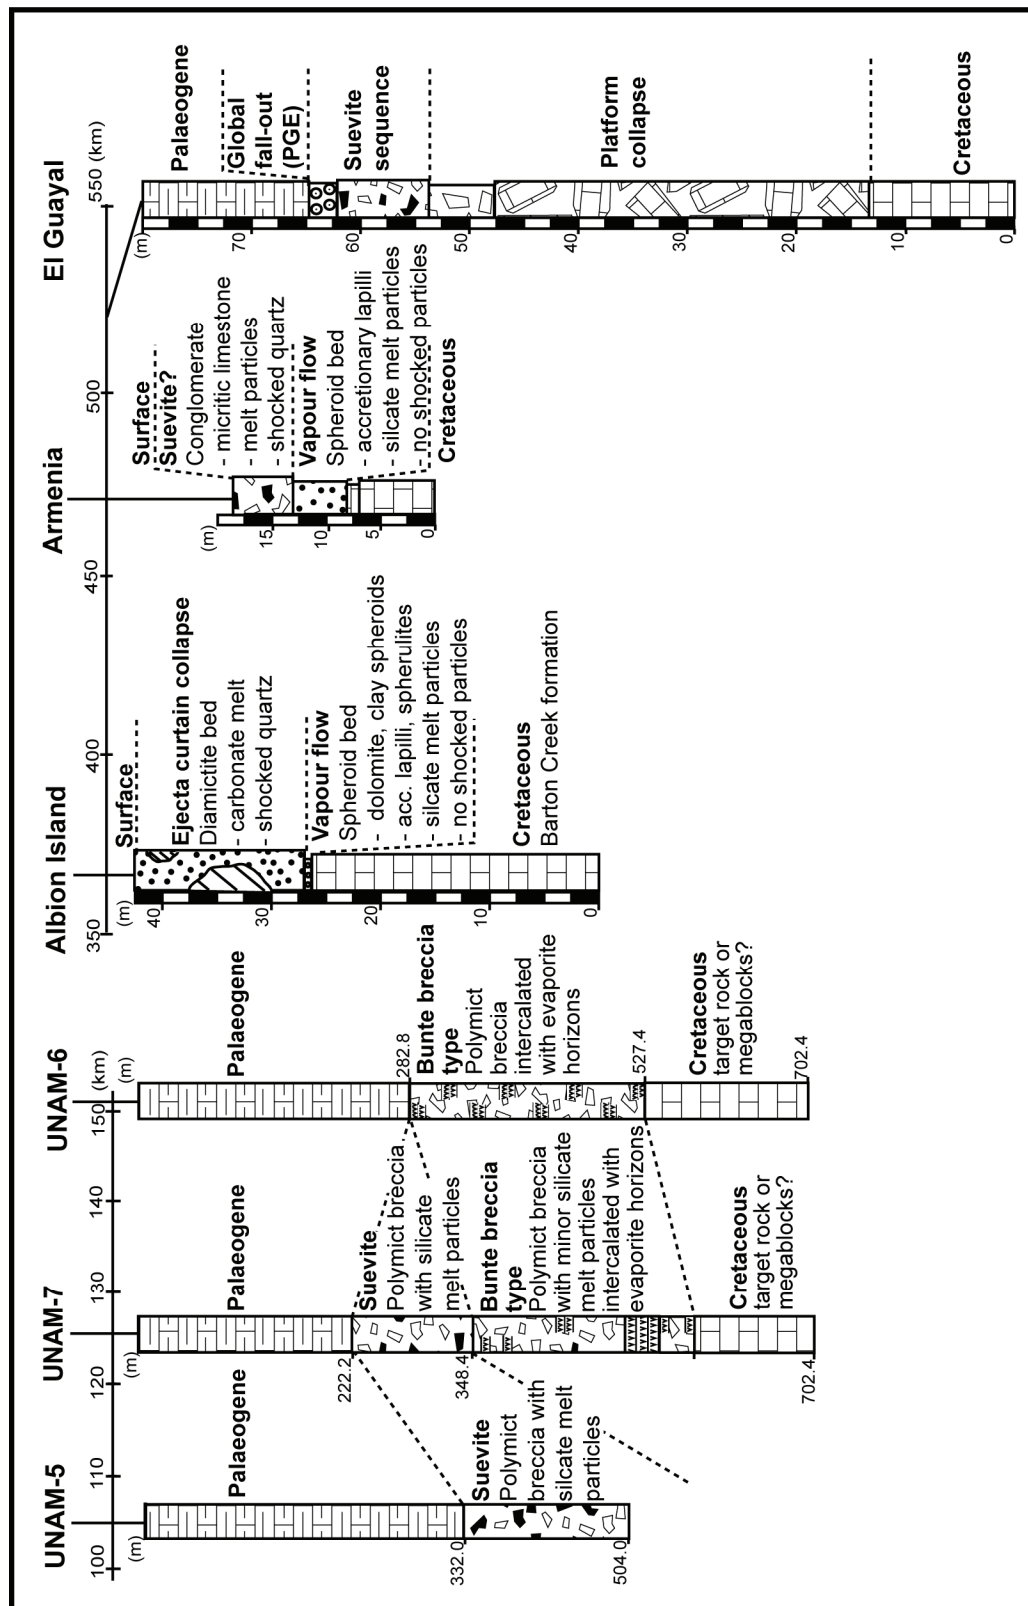 UNAM-5
UNAM-7
UNAM-6
Albion Island
Armenia
El Guayal
100
110
120
130
140
150
(km)
350
400
450
500
550 (km)
(m)
Palaeogene
332.0
Suevite
Polymict
breccia with
silcate melt
particles
504.0
(m)
Palaeogene
222.2
Suevite
Polymict breccia
with silicate
melt particles
348.4
Bunte breccia
type
Polymict breccia
with minor silicate
melt particles
intercalated with
evaporite horizons
Cretaceous
target rock or
megablocks?
702.4
(m)
Palaeogene
282.8
Bunte breccia
type
Polymict
breccia
intercalated
with evaporite
horizons
527.4
Cretaceous
target rock or
megablocks?
702.4
(m)
40
30
20
10
0
Surface
Ejecta curtain collapse
Diamictite bed
- carbonate melt
- shocked quartz
Vapour flow
Spheroid bed
- dolomite, clay spheroids
- acc. lapilli, spherulites
- silcate melt particles
- no shocked particles
Cretaceous
Barton Creek formation
(m)
15
10
5
0
Surface
Suevite?
Conglomerate
- micritic limestone
- melt particles
- shocked quartz
Vapour flow
Spheroid bed
- accretionary lapilli
- silcate melt particles
- no shocked particles
Cretaceous
(m)
70
60
50
40
30
20
10
0
Palaeogene
Global
fall-out
(PGE)
Suevite
sequence
Platform
collapse
Cretaceous